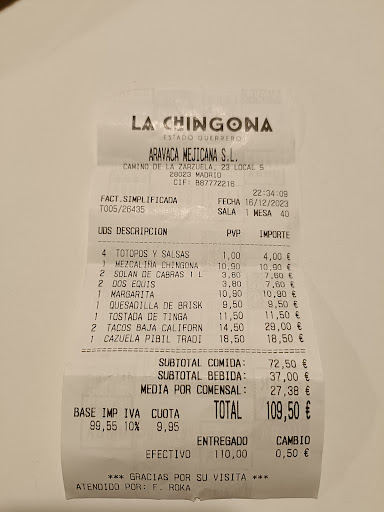 LA CHINGONA
ESTADO GUERRERO
ARAVACA MEJICANA S.L.
CAMINO DE LA ZARZUELA, 23 LOCAL 5
28023 MADRID
CIF: B87772216
22:34:09
FACT.SIMPLIFICADA FECHA 16/12/2023
T005/26435 SALA 1 MESA 40
UDS DESCRIPCION PVP IMPORTE
4 TOTOPOS Y SALSAS 1,00 4,00 €
1 MEZCALIÑA CHINGONA 10,90 10,90 €
2 SOLAN DE CABRAS 1 L 3,80 7,60 €
2 DOS EQUIS 3,80 7,60 €
1 MARGARITA 10,90 10,90 €
1 QUESADILLA DE BRISK 9,50 9,50 €
1 TOSTADA DE TINGA 11,50 11,50 €
2 TACOS BAJA CALIFORN 14,50 29,00 €
1 CAZUELA PIBIL TRADI 18,50 18,50 €
SUBTOTAL COMIDA: 72,50 €
SUBTOTAL BEBIDA: 37,00 €
MEDIA POR COMENSAL: 27,38 €
BASE IMP IVA CUOTA TOTAL 109,50 €
99,55 10% 9,95
ENTREGADO CAMBIO
EFECTIVO 110,00 0,50 €
*** GRACIAS POR SU VISITA ***
ATENDIDO POR: F. ROKA